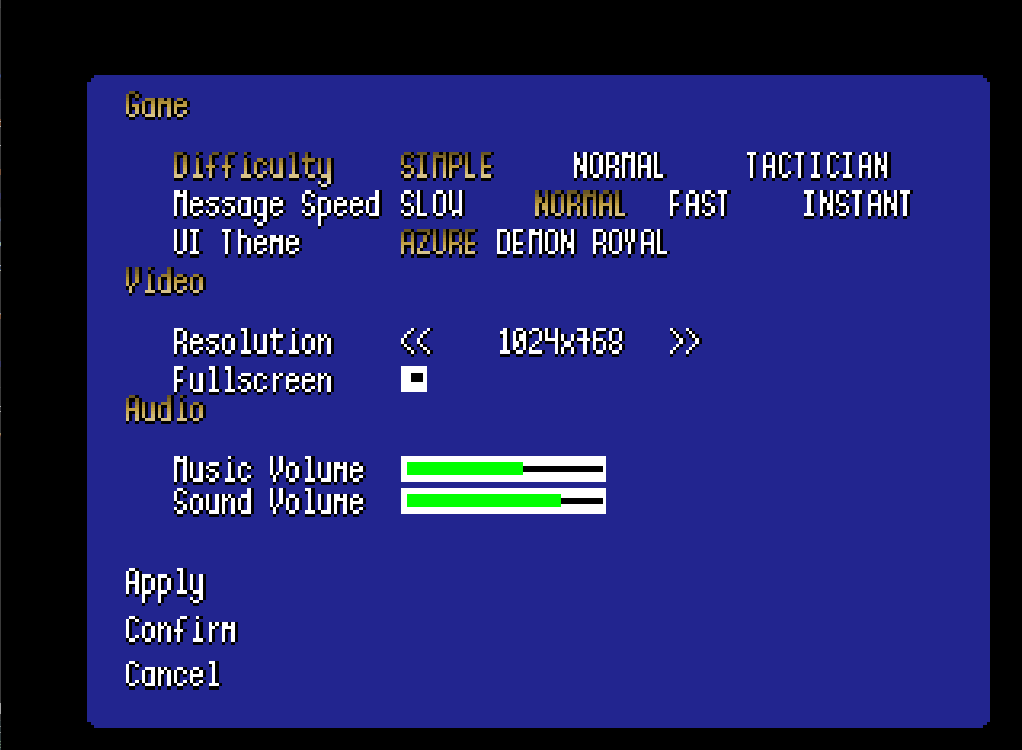 Game
Difficulty SIMPLE NORMAL TACTICIAN
Message Speed SLOW NORMAL FAST INSTANT
UI Theme AZURE DEMON ROYAL
Video
Resolution << 1024x768 >>
Fullscreen
Audio
Music Volume
Sound Volume
Apply
Confirm
Cancel